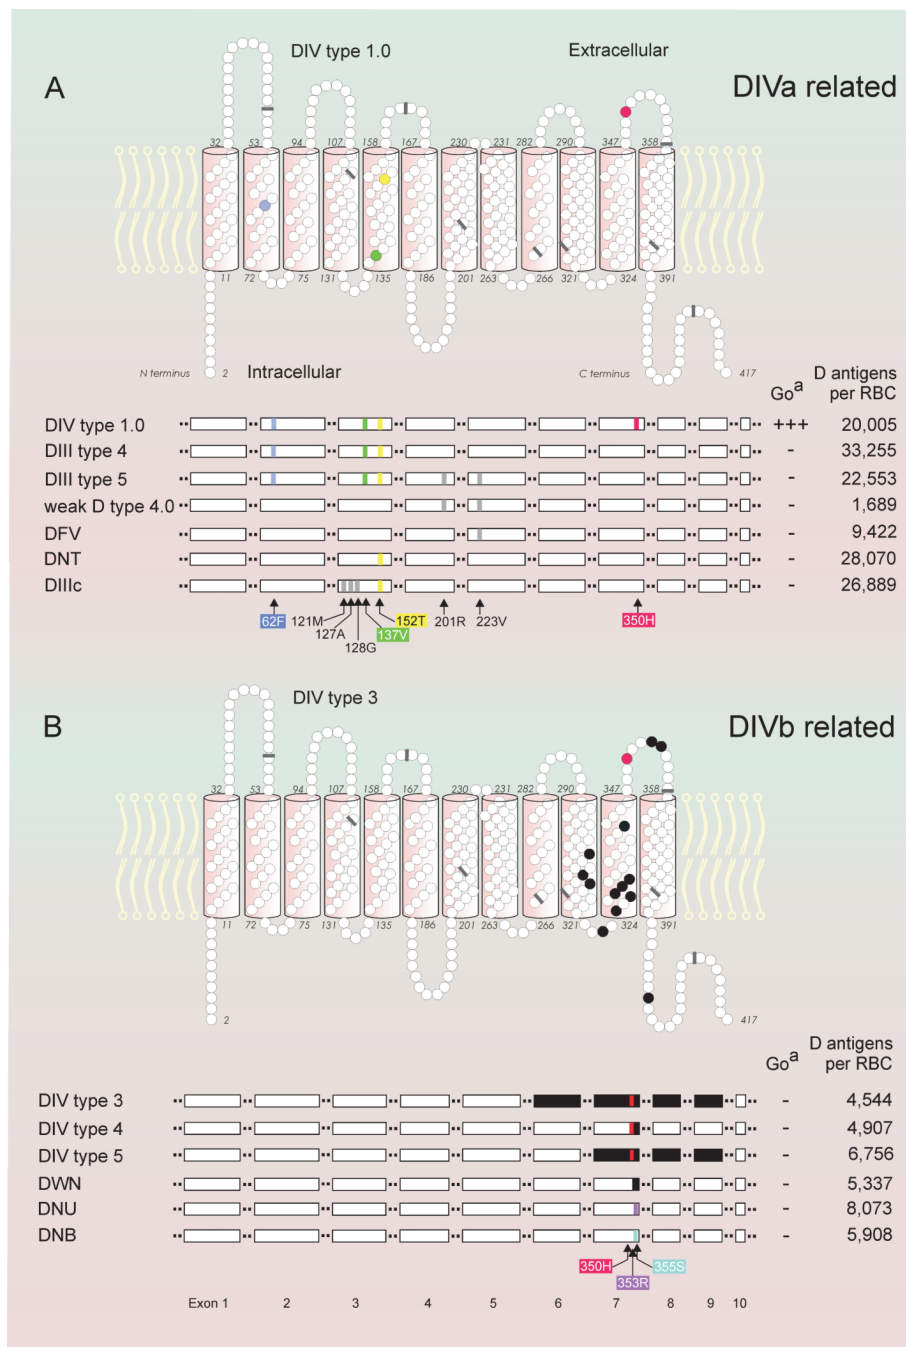 DIV type 1.0
Extracellular
A
DIVa related
32 53 94 107 158 167 230 231 282 290 347 358
11 72 75 131 135 186 201 263 266 321 324 391
N terminus 2 Intracellular C terminus 417
Go^a D antigens per RBC
DIV type 1.0 +++ 20,005
DIII type 4 - 33,255
DIII type 5 - 22,553
weak D type 4.0 - 1,689
DFV - 9,422
DNT - 28,070
DIIIc - 26,889
62F 121M 152T 201R 223V 350H
127A 137V
128G
DIV type 3
B
DIVb related
32 53 94 107 158 167 230 231 282 290 347 358
11 72 75 131 135 186 201 263 266 321 324 391
2 417
Go^a D antigens per RBC
DIV type 3 - 4,544
DIV type 4 - 4,907
DIV type 5 - 6,756
DWN - 5,337
DNU - 8,073
DNB - 5,908
350H 355S
353R
Exon 1 2 3 4 5 6 7 8 9 10